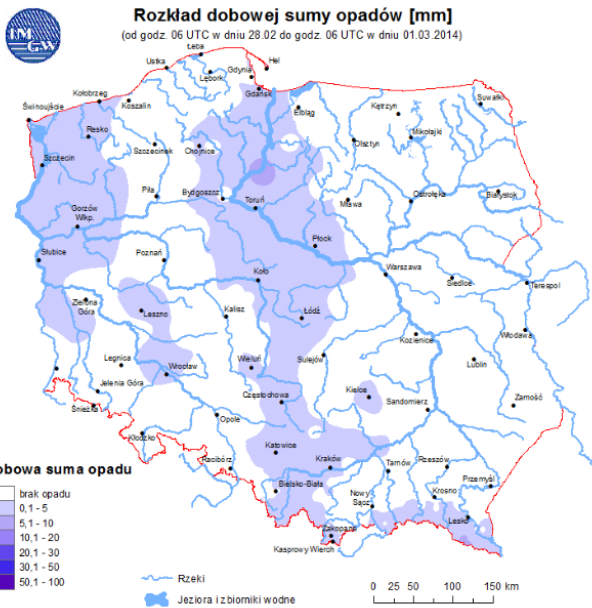 IM
GW
Rozkład dobowej sumy opadów [mm]
(od godz. 06 UTC w dniu 28.02 do godz. 06 UTC w dniu 01.03.2014)
Łeba
Hel
Ustka
Lębork
Gdynia
Gdańsk
Kołobrzeg
Koszalin
Świnoujście
Elbląg
Kętrzyn
Suwałki
Resko
Mikołajki
Szczecinek
Chojnice
Olsztyn
Szczecin
Piła
Bydgoszcz
Toruń
Mława
Ostrołęka
Białystok
Gorzów
Wlkp.
Płock
Słubice
Poznań
Warszawa
Koło
Siedlce
Terespol
Zielona
Góra
Leszno
Kalisz
Łódź
Kozienice
Włodawa
Legnica
Wrocław
Wieluń
Sulejów
Lublin
Jelenia Góra
Kielce
Śnieżka
Częstochowa
Sandomierz
Zamość
Opole
Kłodzko
Katowice
Racibórz
Kraków
Tarnów
Rzeszów
Bielsko-Biała
Przemyśl
Nowy
Sącz
Krosno
Lesko
Zakopane
Kasprowy Wierch
obowa suma opadu
brak opadu
0,1 - 5
5,1 - 10
10,1 - 20
20,1 - 30
30,1 - 50
50,1 - 100
Rzeki
Jeziora i zbiorniki wodne
0 25 50 100 150 km